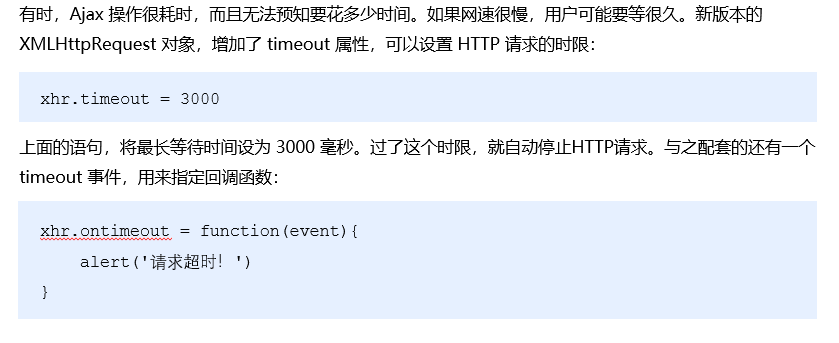 有时，Ajax 操作很耗时，而且无法预知要花多少时间。如果网速很慢，用户可能要等很久。新版本的
XMLHttpRequest 对象，增加了 timeout 属性，可以设置 HTTP 请求的时限：
xhr.timeout = 3000
上面的语句，将最长等待时间设为 3000 毫秒。过了这个时限，就自动停止HTTP请求。与之配套的还有一个
timeout 事件，用来指定回调函数：
xhr.ontimeout = function(event){
    alert('请求超时！')
}